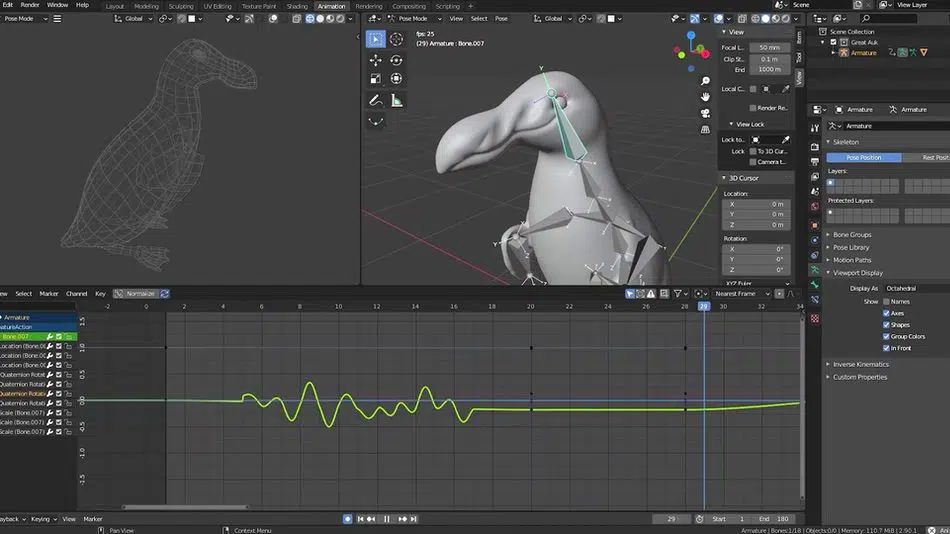 Edit Render Window Help Layout Modeling Sculpting UV Editing Texture Paint Shading Animation Rendering Compositing Scripting Scene View Layer
Pose Mode Global Pose Mode View Select Pose Global
fps: 25
(29) Armature : Bone.007
Y
Y
Z
View
Focal L... 50 mm
Clip St... 0.1 m
End 1000 m
Local C...
Render Re...
View Lock
Lock to...
Lock To 3D Cur...
Camera t...
3D Cursor
Location:
X 0 m
Y 0 m
Z 0 m
Rotation:
X 0°
Y 0°
Z 0°
XYZ Euler
Item
Tool
View
Scene Collection
Great Auk
Armature
Armature Armature
Armature
Skeleton
Pose Position Rest Posit
Layers:
Protected Layers:
Bone Groups
Pose Library
Motion Paths
Viewport Display
Display As Octahedral
Show Names
Axes
Shapes
Group Colors
In Front
Inverse Kinematics
Custom Properties
ew Select Marker Channel Key Normalize Nearest Frame
-2 0 2 4 6 8 10 12 14 16 18 20 22 24 26 28 29 32 34
Armature
natureAction
Bone.007
Location (Bone.0(
Location (Bone.0(
Location (Bone.0(
Quaternion Rotati
Quaternion Rotati
Quaternion Rotati
Quaternion Rotati
Scale (Bone.007)
Scale (Bone.007)
Scale (Bone.007)
1.5
1.0
0.5
0.0
-0.5
-1.0
-1.5
layback Keying View Marker 29 Start 1 End 180
Pan View Context Menu Armature | Bones:1/18 | Objects:0/0 | Memory: 110.7 MiB | 2.90.1